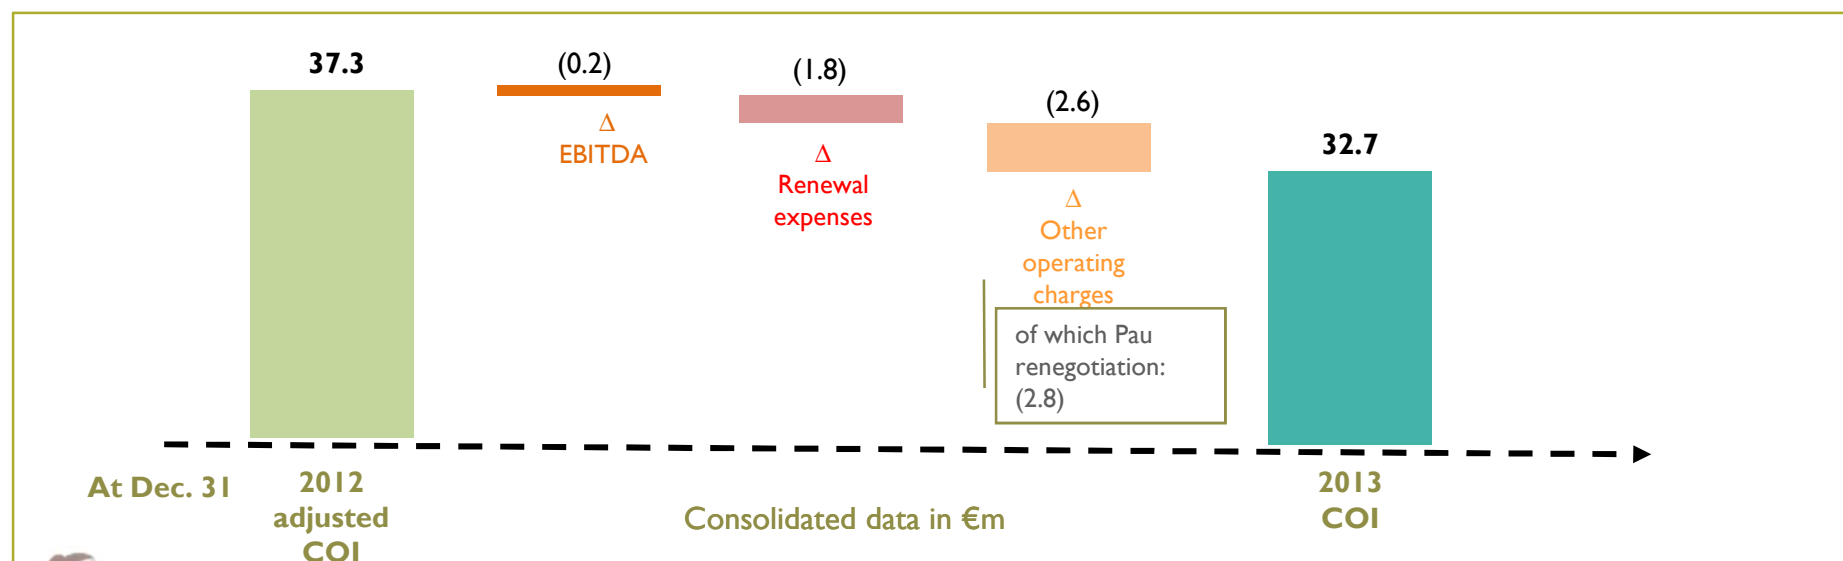 37.3
(0.2)
(1.8)
(2.6)
32.7
Δ
EBITDA
Δ
Renewal
expenses
Δ
Other
operating
charges
of which Pau
renegotiation:
(2.8)
At Dec. 31
2012
adjusted
COI
Consolidated data in €m
2013
COI